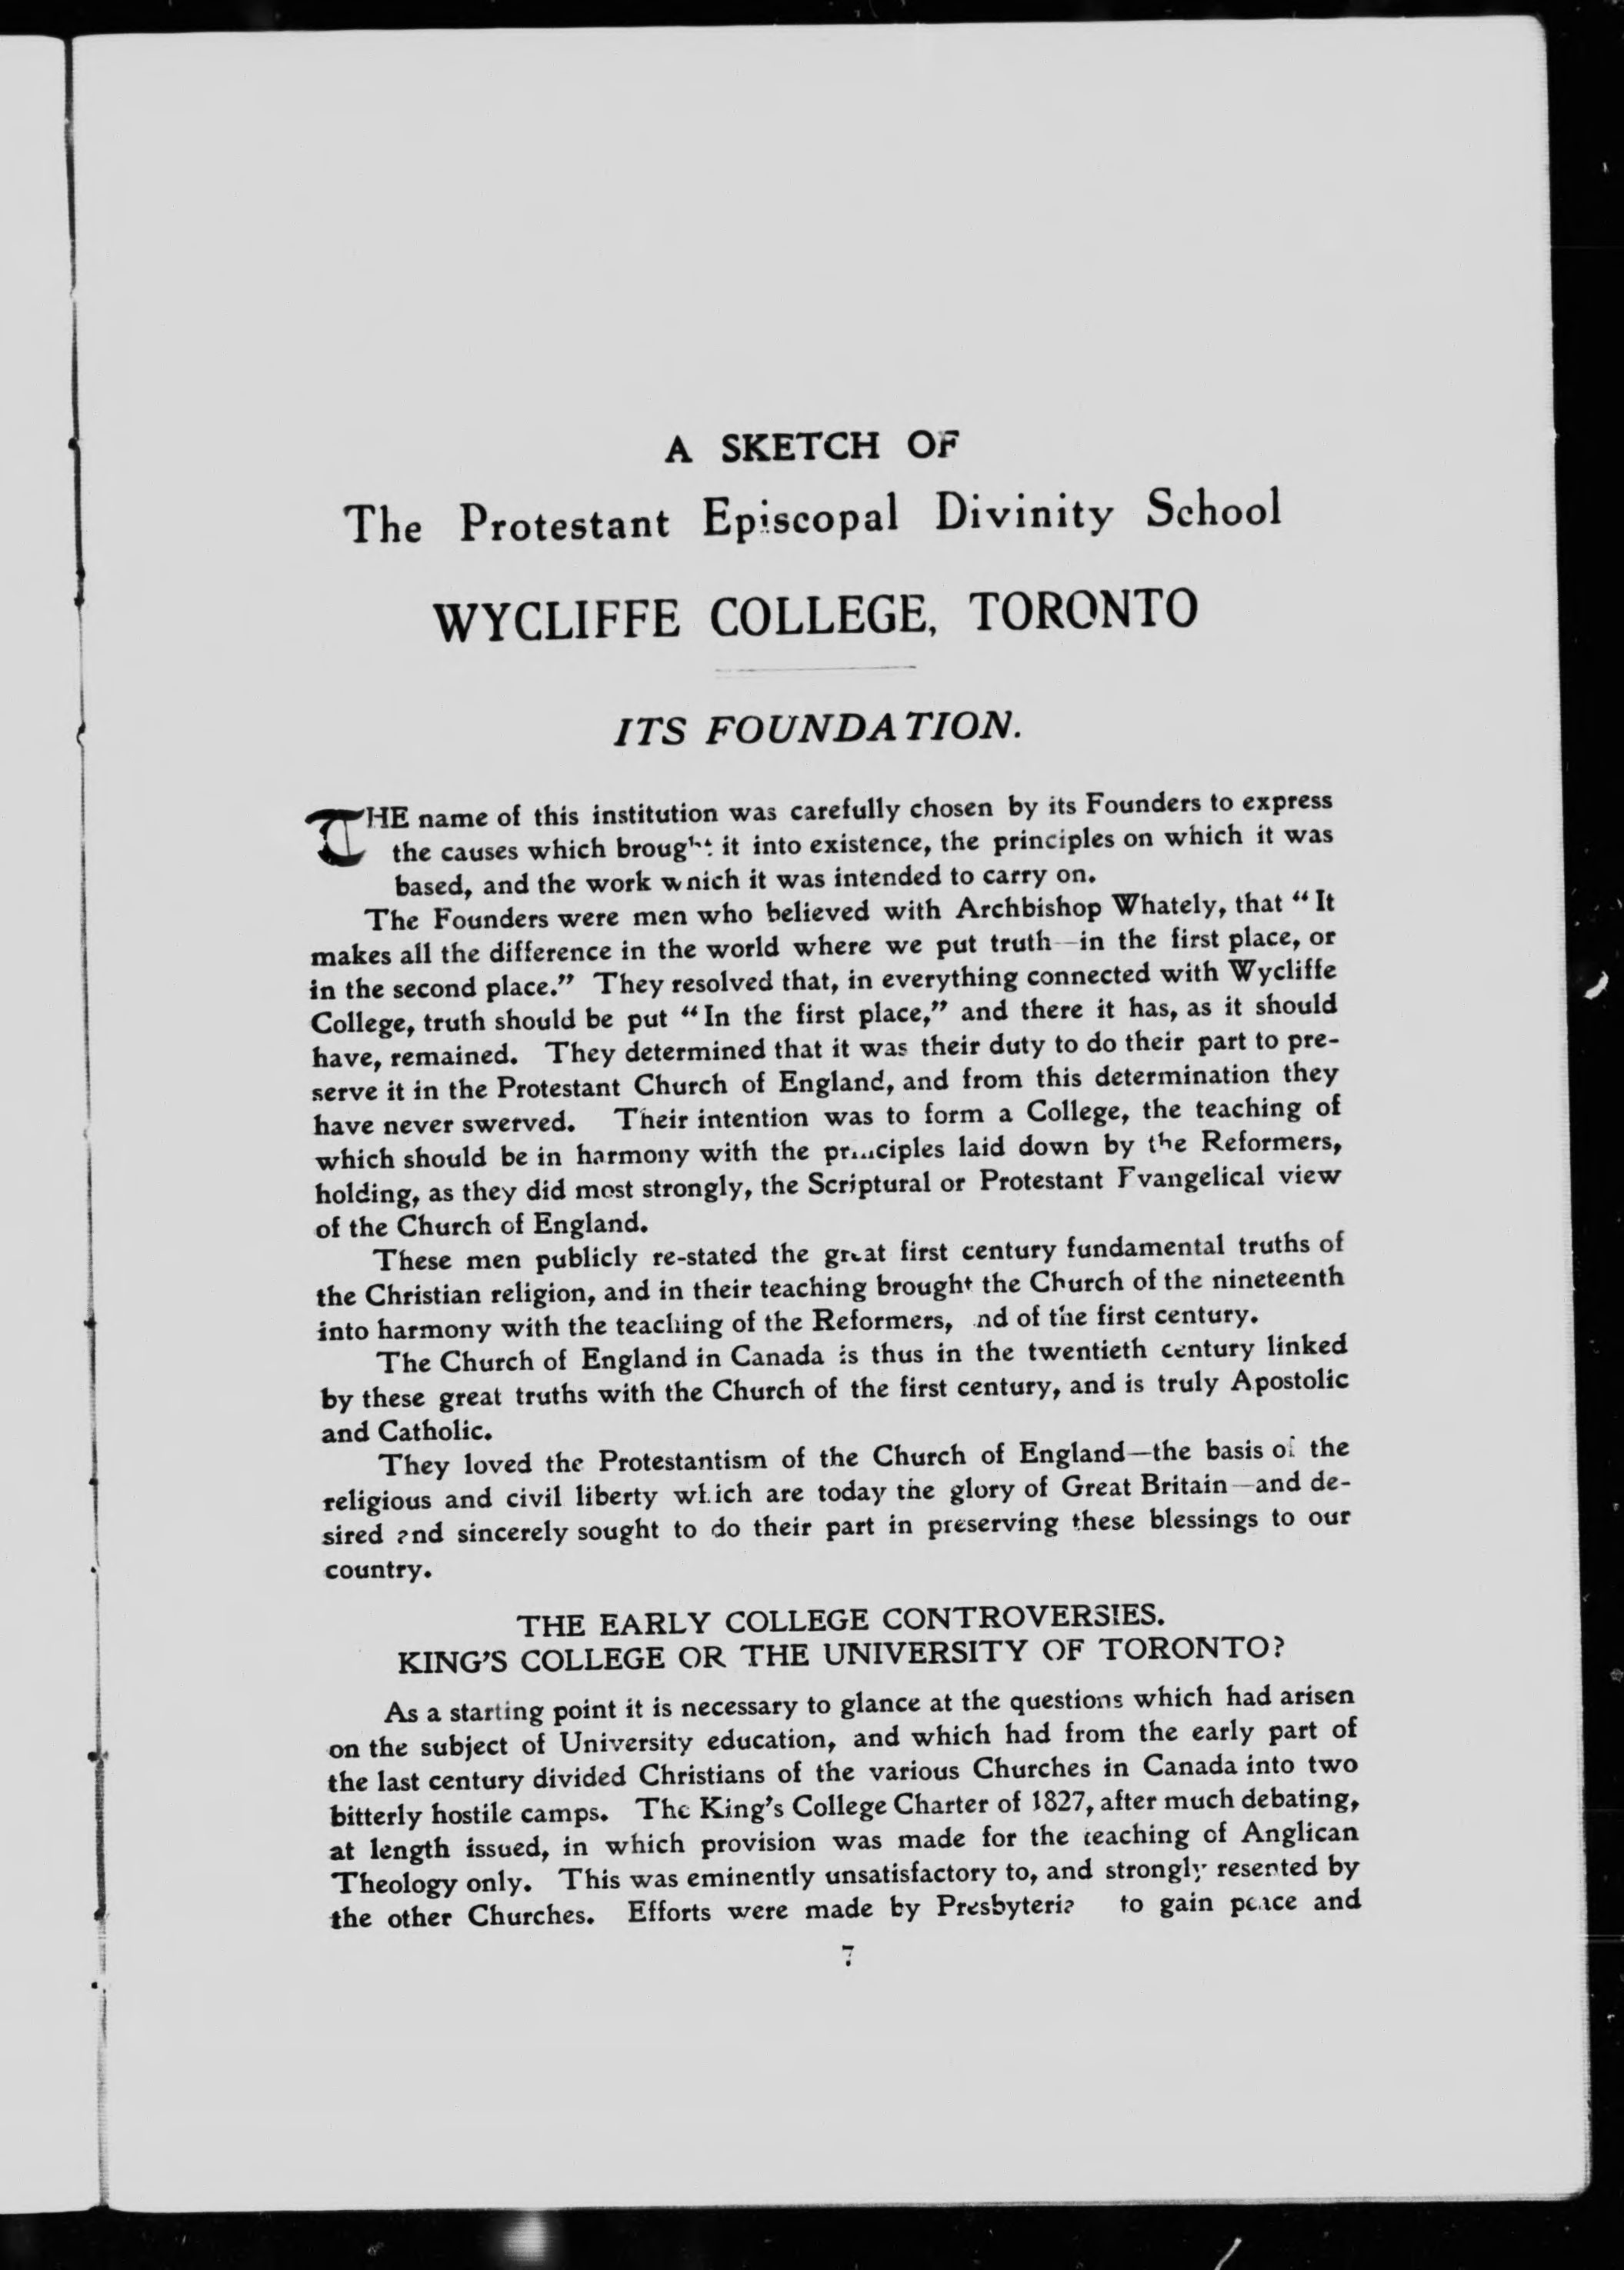 A SKETCH OF
The Protestant Episcopal Divinity School
WYCLIFFE COLLEGE, TORONTO
ITS FOUNDATION.
THE name of this institution was carefully chosen by its Founders to express
the causes which brought it into existence, the principles on which it was
based, and the work which it was intended to carry on.
The Founders were men who believed with Archbishop Whately, that “It
makes all the difference in the world where we put truth—in the first place, or
in the second place.” They resolved that, in everything connected with Wycliffe
College, truth should be put “In the first place,” and there it has, as it should
have, remained. They determined that it was their duty to do their part to pre-
serve it in the Protestant Church of England, and from this determination they
have never swerved. Their intention was to form a College, the teaching of
which should be in harmony with the principles laid down by the Reformers,
holding, as they did most strongly, the Scriptural or Protestant Evangelical view
of the Church of England.
These men publicly re-stated the great first century fundamental truths of
the Christian religion, and in their teaching brought the Church of the nineteenth
into harmony with the teaching of the Reformers, nd of the first century.
The Church of England in Canada is thus in the twentieth century linked
by these great truths with the Church of the first century, and is truly Apostolic
and Catholic.
They loved the Protestantism of the Church of England—the basis of the
religious and civil liberty which are today the glory of Great Britain—and de-
sired and sincerely sought to do their part in preserving these blessings to our
country.
THE EARLY COLLEGE CONTROVERSIES.
KING'S COLLEGE OR THE UNIVERSITY OF TORONTO?
As a starting point it is necessary to glance at the questions which had arisen
on the subject of University education, and which had from the early part of
the last century divided Christians of the various Churches in Canada into two
bitterly hostile camps. The King's College Charter of 1827, after much debating,
at length issued, in which provision was made for the teaching of Anglican
Theology only. This was eminently unsatisfactory to, and strongly resented by
the other Churches. Efforts were made by to gain peace and
7